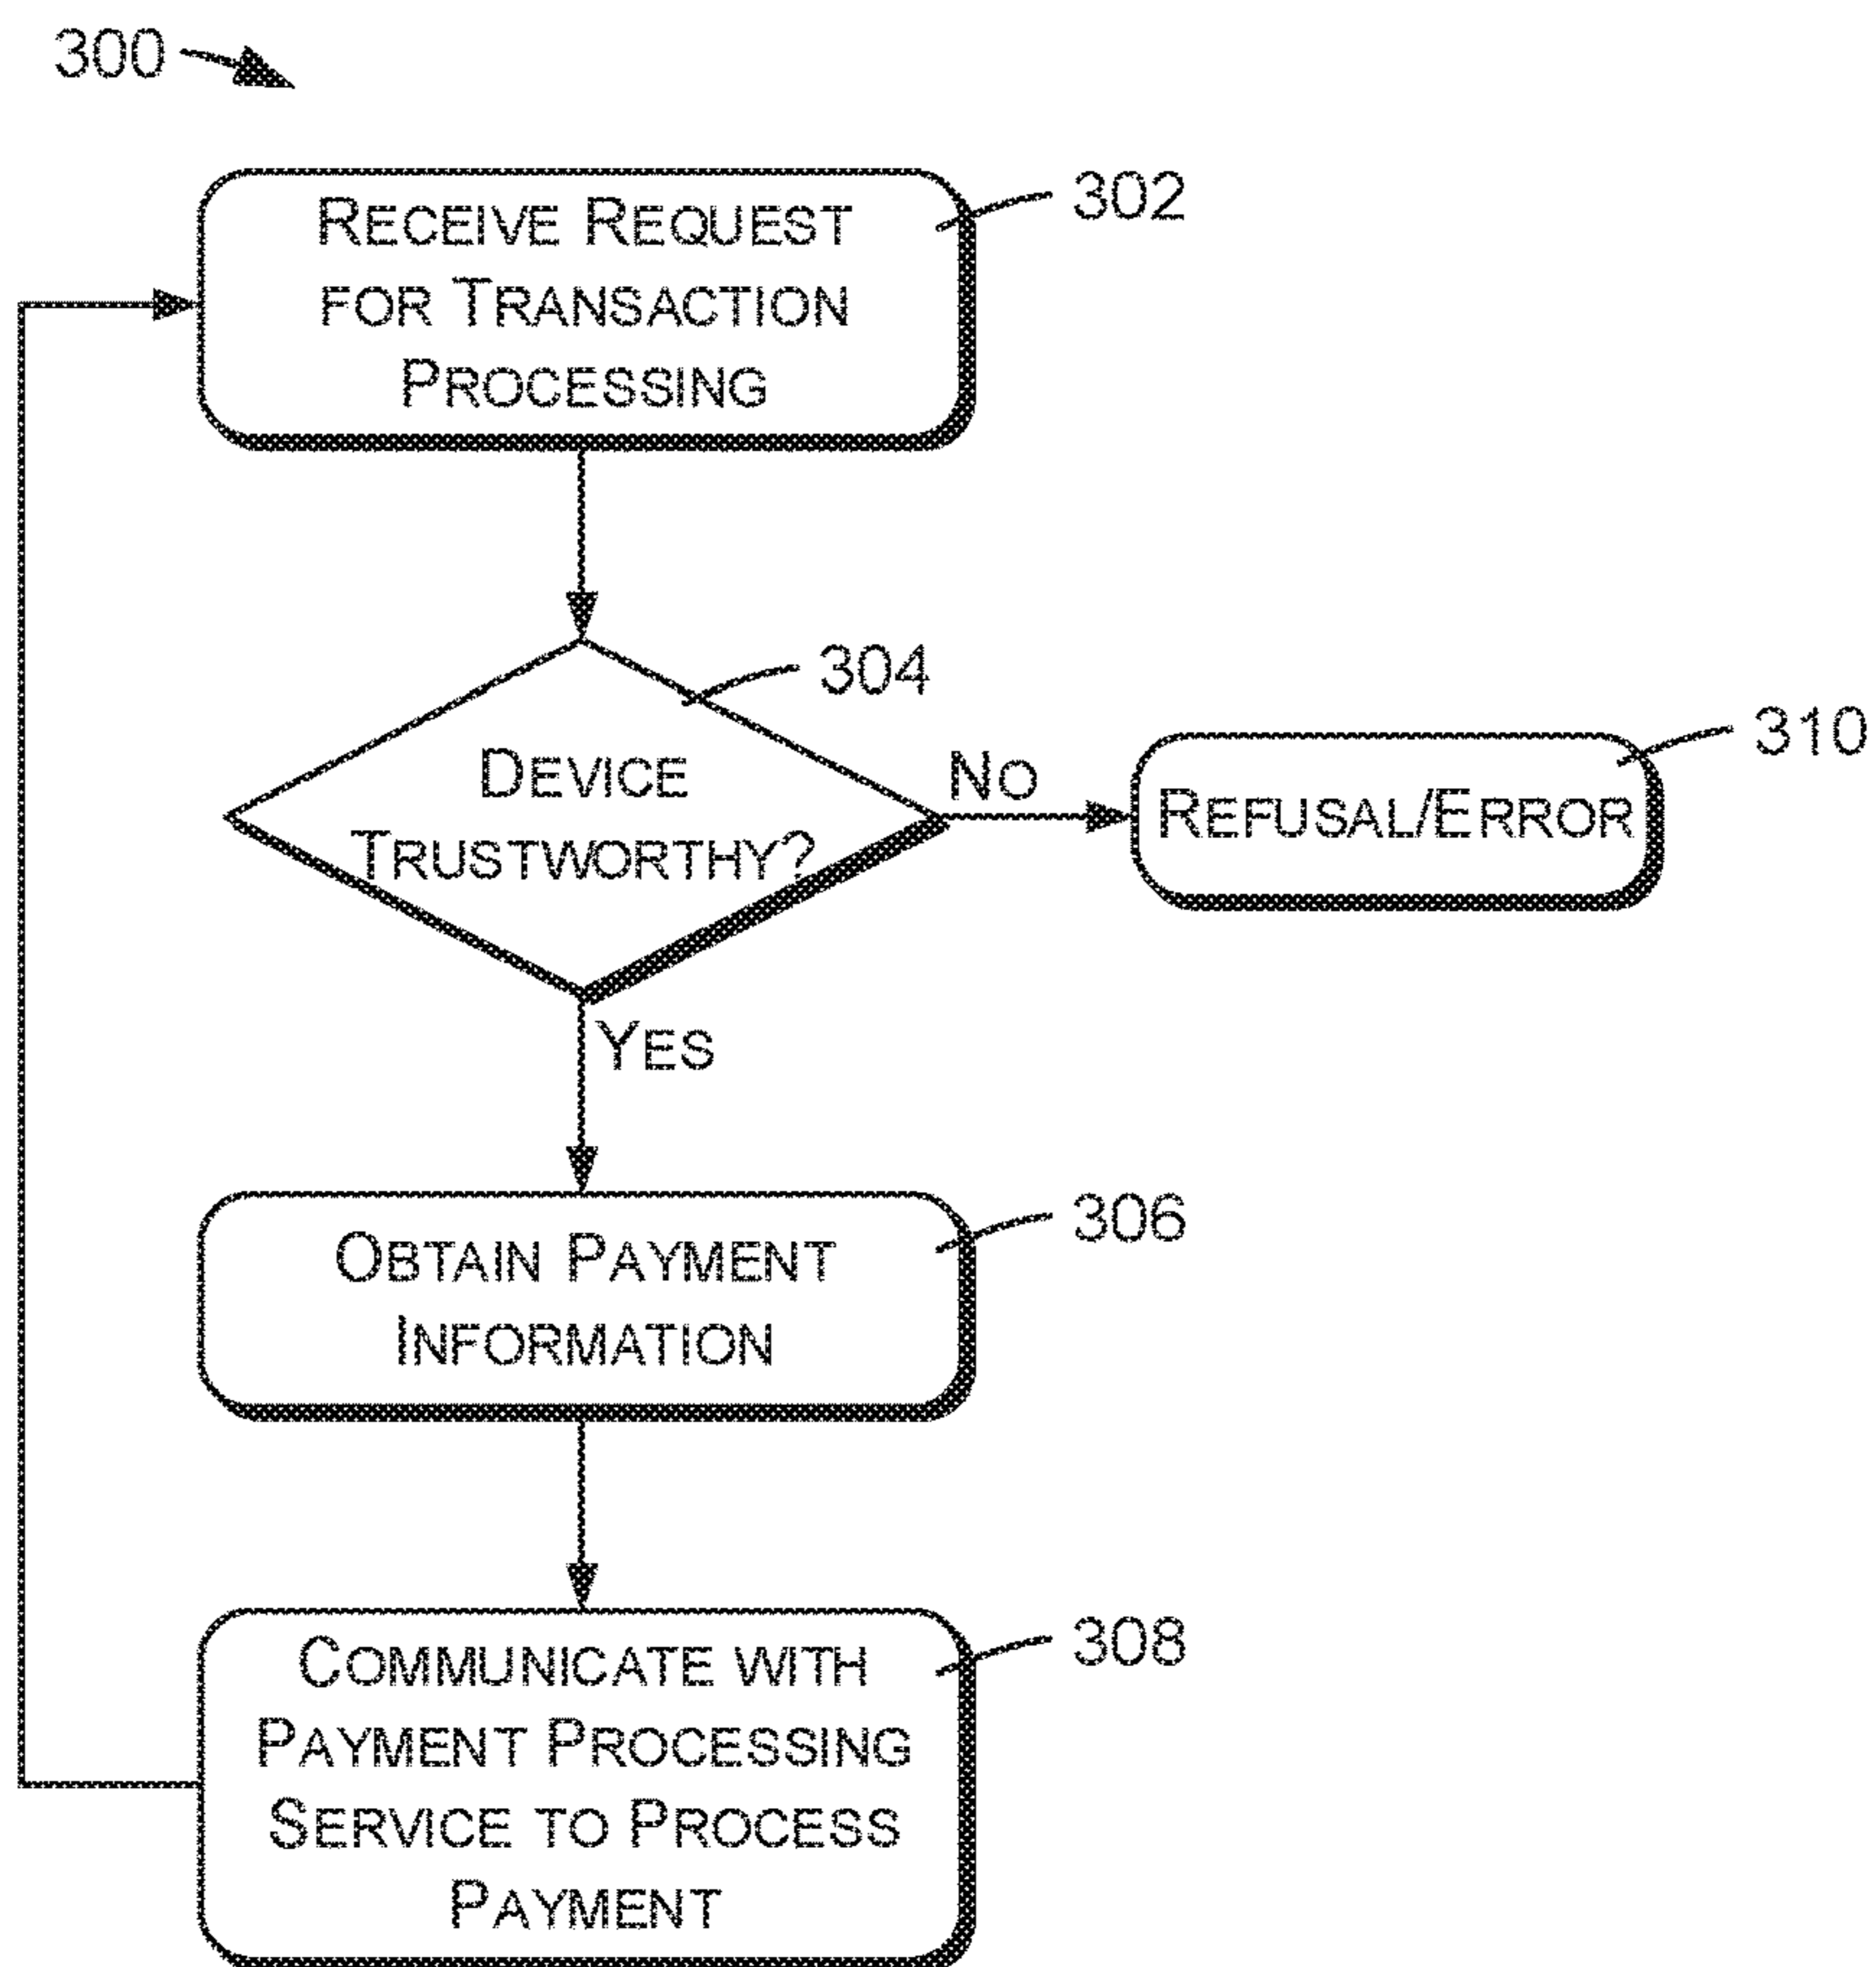 300
RECEIVE REQUEST
FOR TRANSACTION
PROCESSING
302
DEVICE
TRUSTWORTHY?
304
NO
REFUSAL/ERROR
310
YES
OBTAIN PAYMENT
INFORMATION
306
COMMUNICATE WITH
PAYMENT PROCESSING
SERVICE TO PROCESS
PAYMENT
308